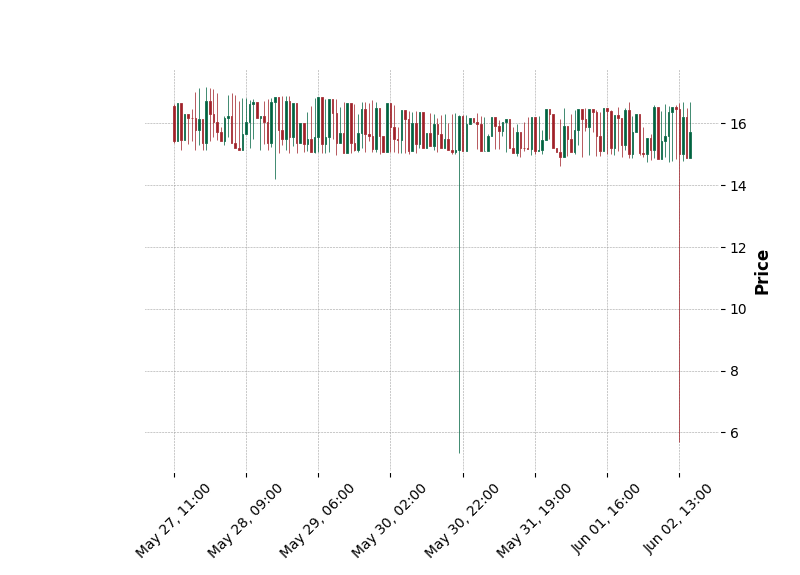 16
14
12
10
8
6
Price
May 27, 11:00
May 28, 09:00
May 29, 06:00
May 30, 02:00
May 30, 22:00
May 31, 19:00
Jun 01, 16:00
Jun 02, 13:00